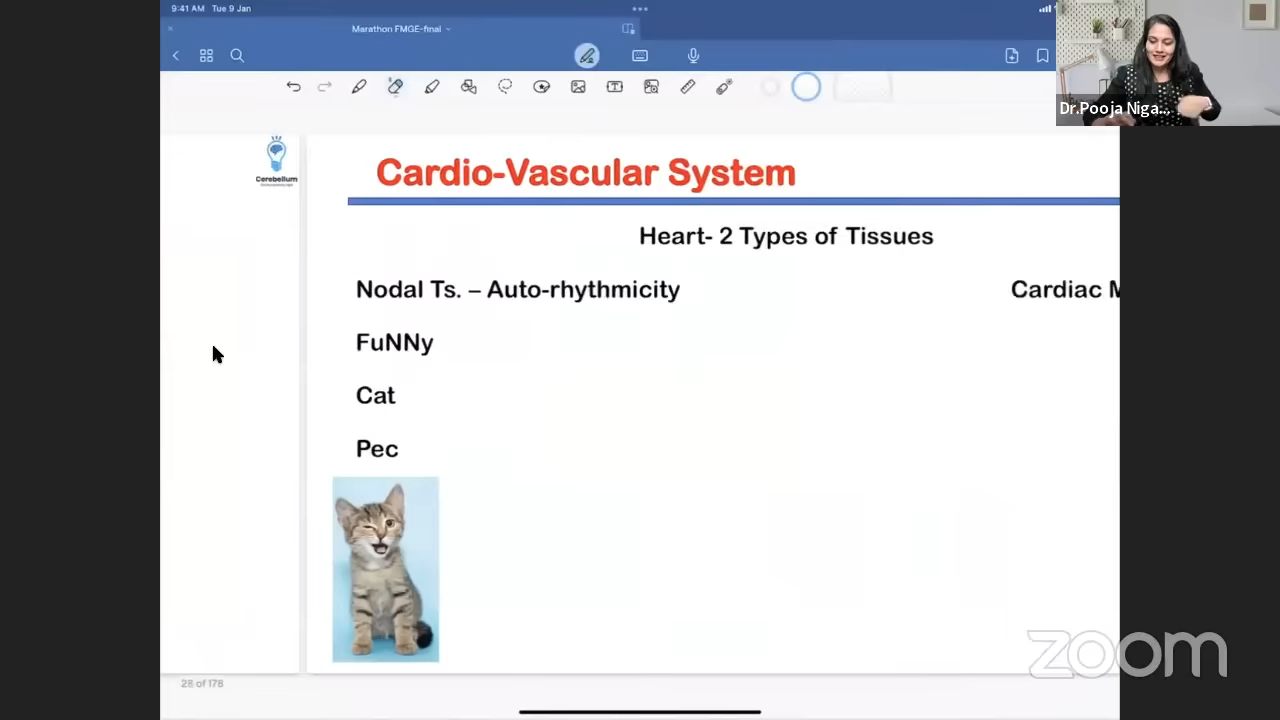 9:41 AM Tue 9 Jan
Marathon FMGE-final
Dr.Pooja Niga...
Cerebellum
Cardio-Vascular System
Heart- 2 Types of Tissues
Nodal Ts. – Auto-rhythmicity
Cardiac M
FuNNy
Cat
Pec
zoom
28 of 178